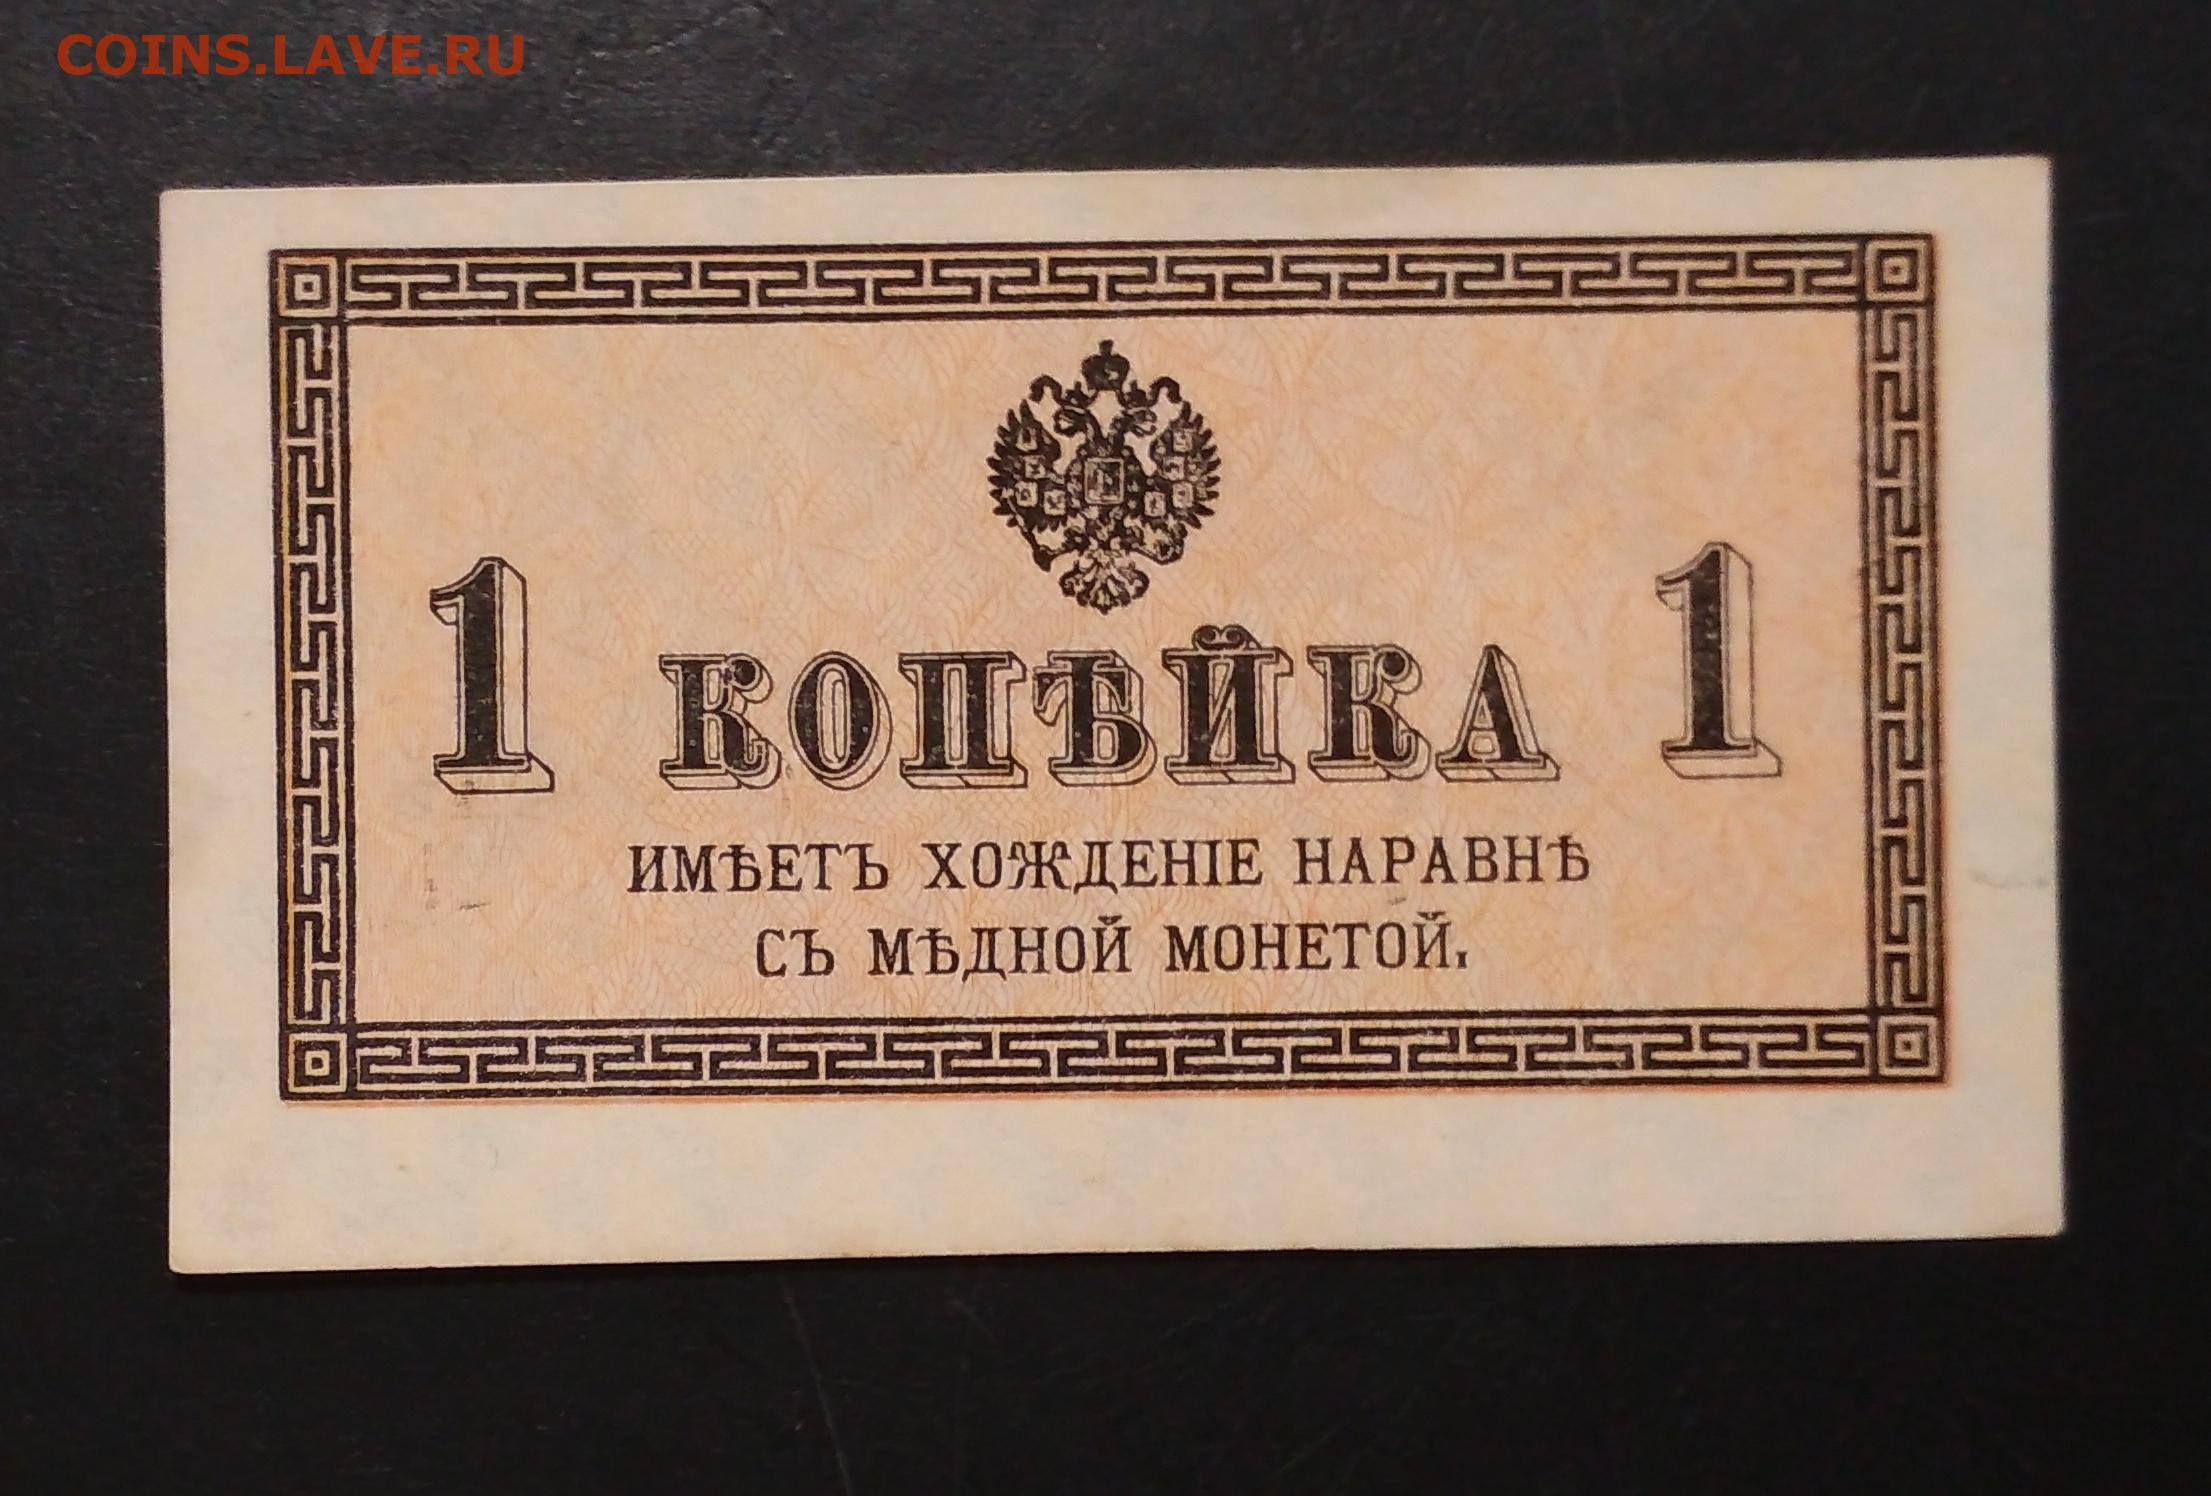 COINS.LAVE.RU
1 КОПѢЙКА 1
ИМѢЕТЪ ХОЖДЕНІЕ НАРАВНѢ
СЪ МѢДНОЙ МОНЕТОЙ.